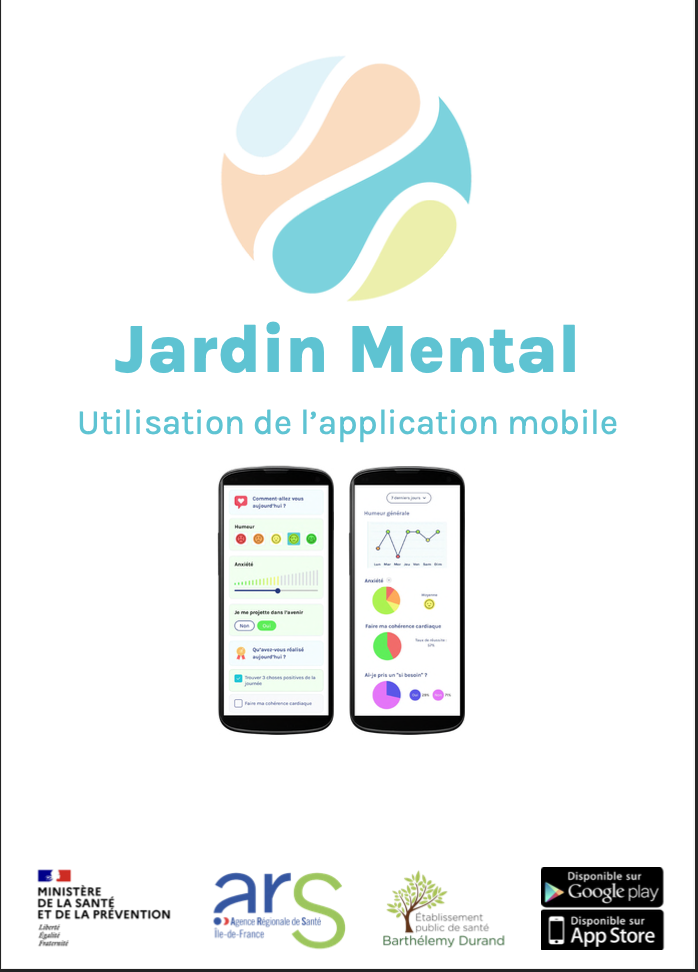 Jardin Mental
Utilisation de l’application mobile
Comment-allez vous
aujourd'hui ?
Humeur
Anxiété
Je me projette dans l'avenir
Non
Oui
Qu'avez-vous réalisé
aujourd'hui ?
Trouver 3 choses positives de la
journée
Faire ma cohérence cardiaque
7 derniers jours
Humeur générale
Lun Mar Mer Jeu Ven Sam Dim
Anxiété
Moyenne
Faire ma cohérence cardiaque
Taux de réussite
Ai-je pris un "si besoin" ?
MINISTÈRE
DE LA SANTÉ
ET DE LA PRÉVENTION
Liberté
Égalité
Fraternité
ars
Agence Régionale de Santé
Île-de-France
Établissement
public de santé
Barthélemy Durand
Disponible sur
Google play
Disponible sur
App Store